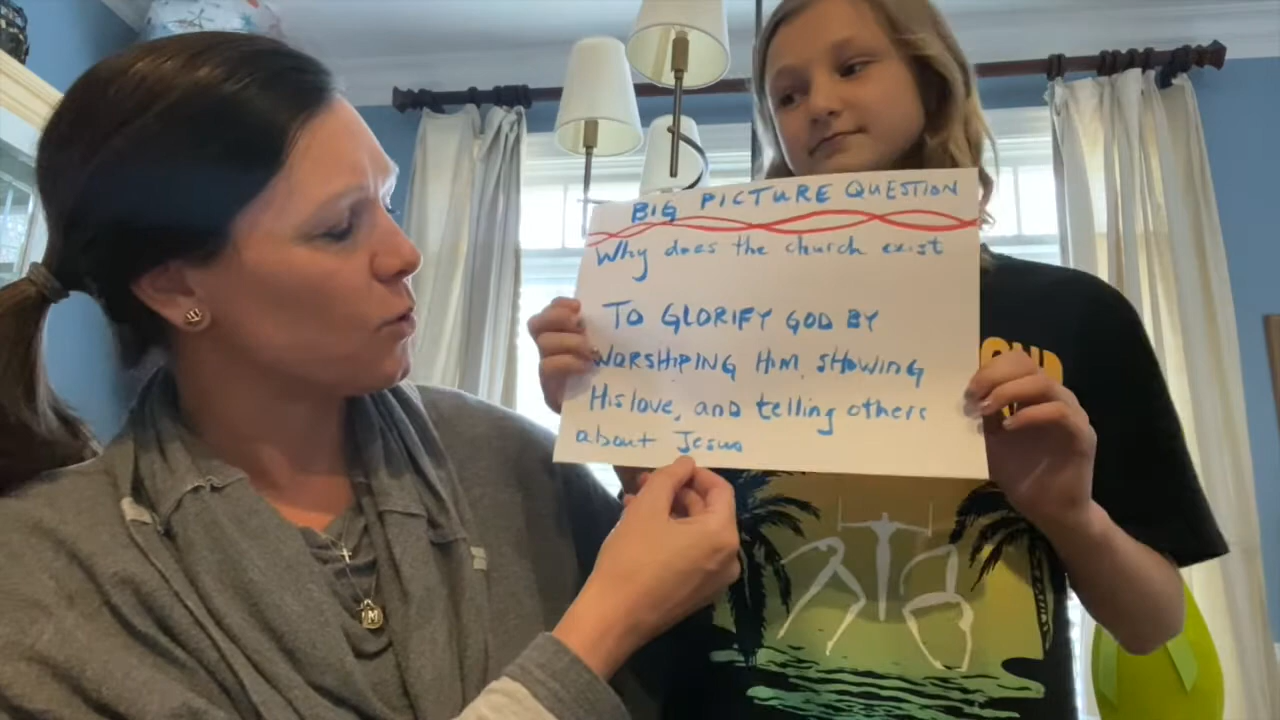 BIG PICTURE QUESTION
Why does the church exist
TO GLORIFY GOD BY
WORSHIPING HIM, SHOWING
His love, and telling others
about Jesus
M